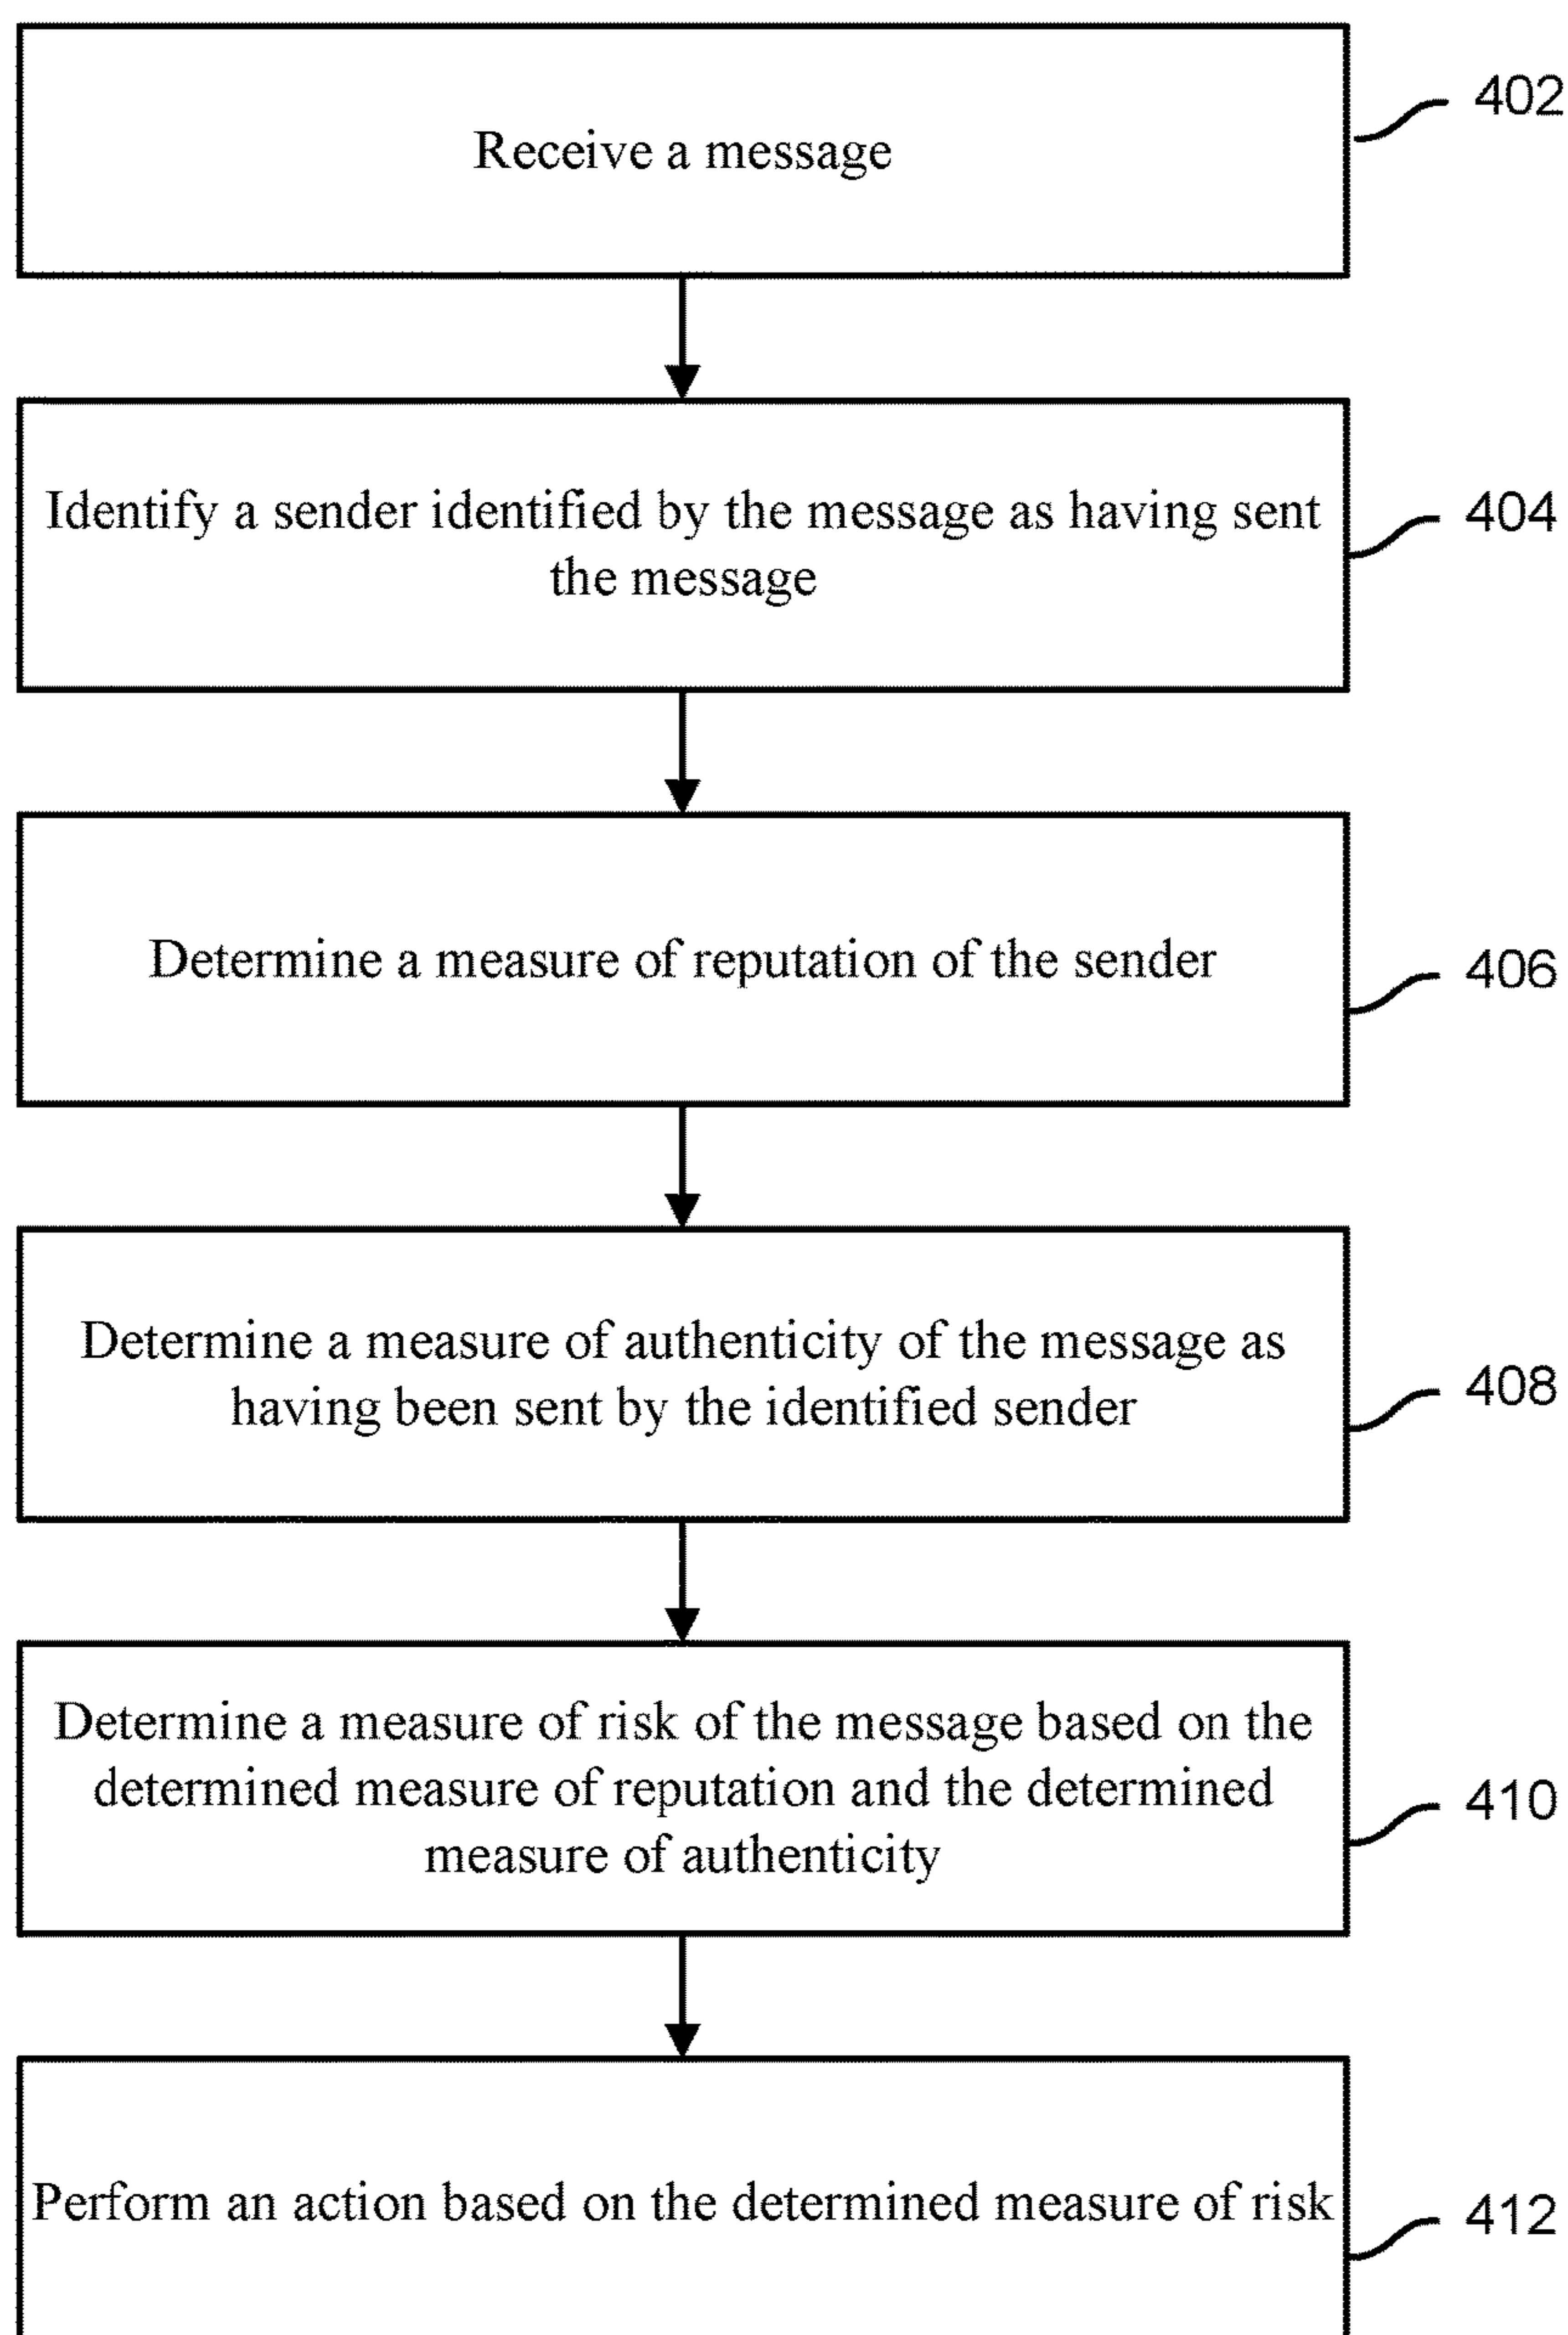 Receive a message
402
Identify a sender identified by the message as having sent
the message
404
Determine a measure of reputation of the sender
406
Determine a measure of authenticity of the message as
having been sent by the identified sender
408
Determine a measure of risk of the message based on the
determined measure of reputation and the determined
measure of authenticity
410
Perform an action based on the determined measure of risk
412